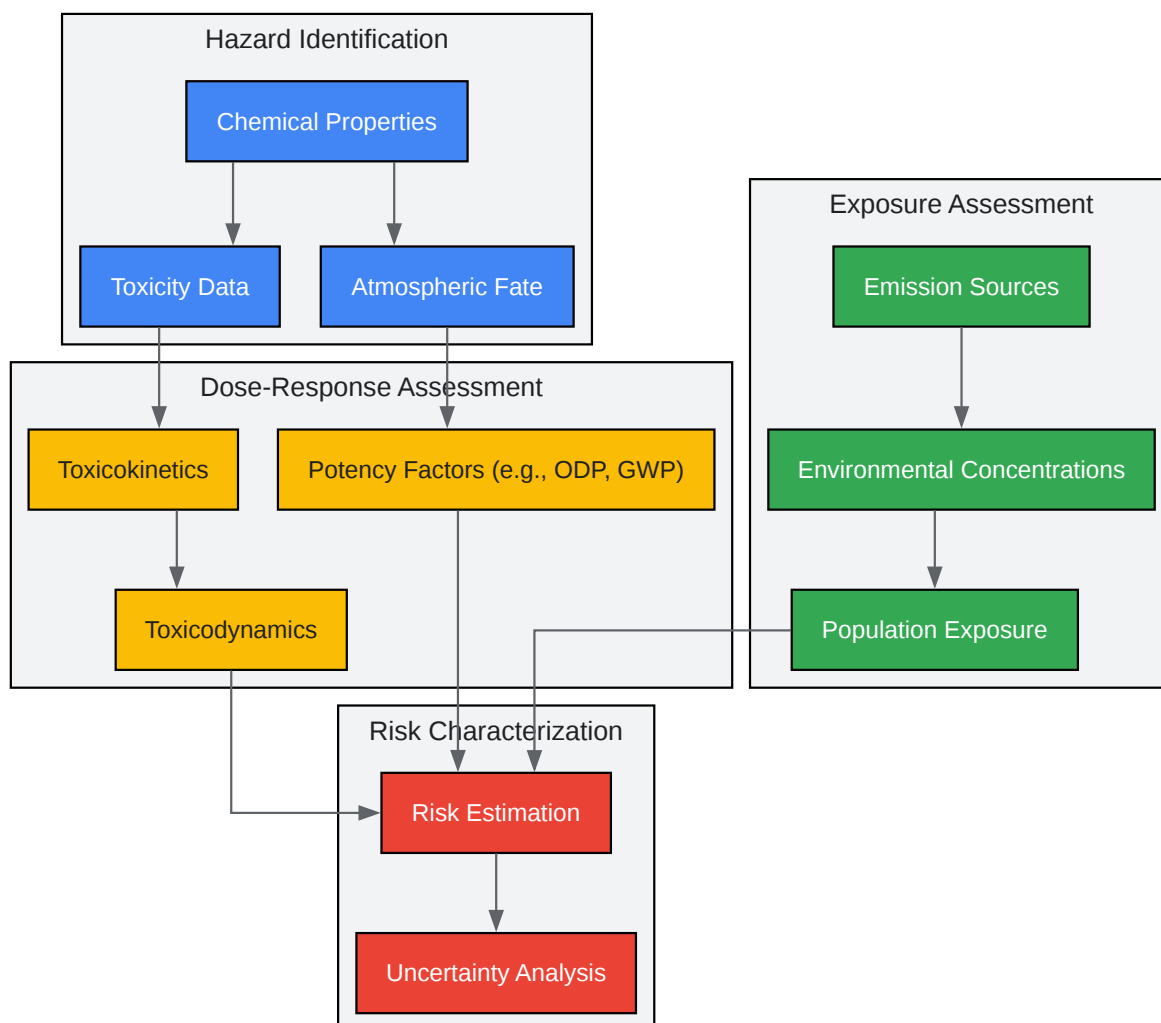 Hazard Identification
Chemical Properties
Toxicity Data
Atmospheric Fate
Exposure Assessment
Emission Sources
Environmental Concentrations
Population Exposure
Dose-Response Assessment
Toxicokinetics
Potency Factors (e.g., ODP, GWP)
Toxicodynamics
Risk Characterization
Risk Estimation
Uncertainty Analysis